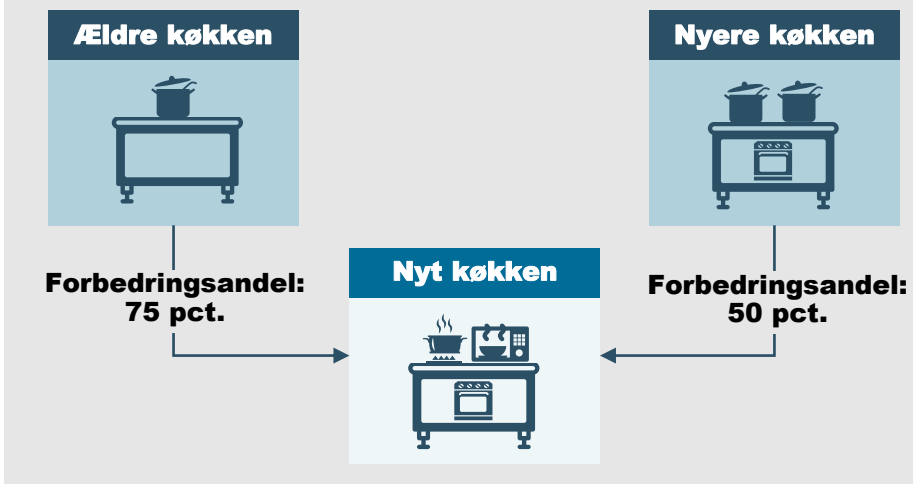 Ældre køkken
Nyere køkken
Forbedringsandel:
75 pct.
Nyt køkken
Forbedringsandel:
50 pct.